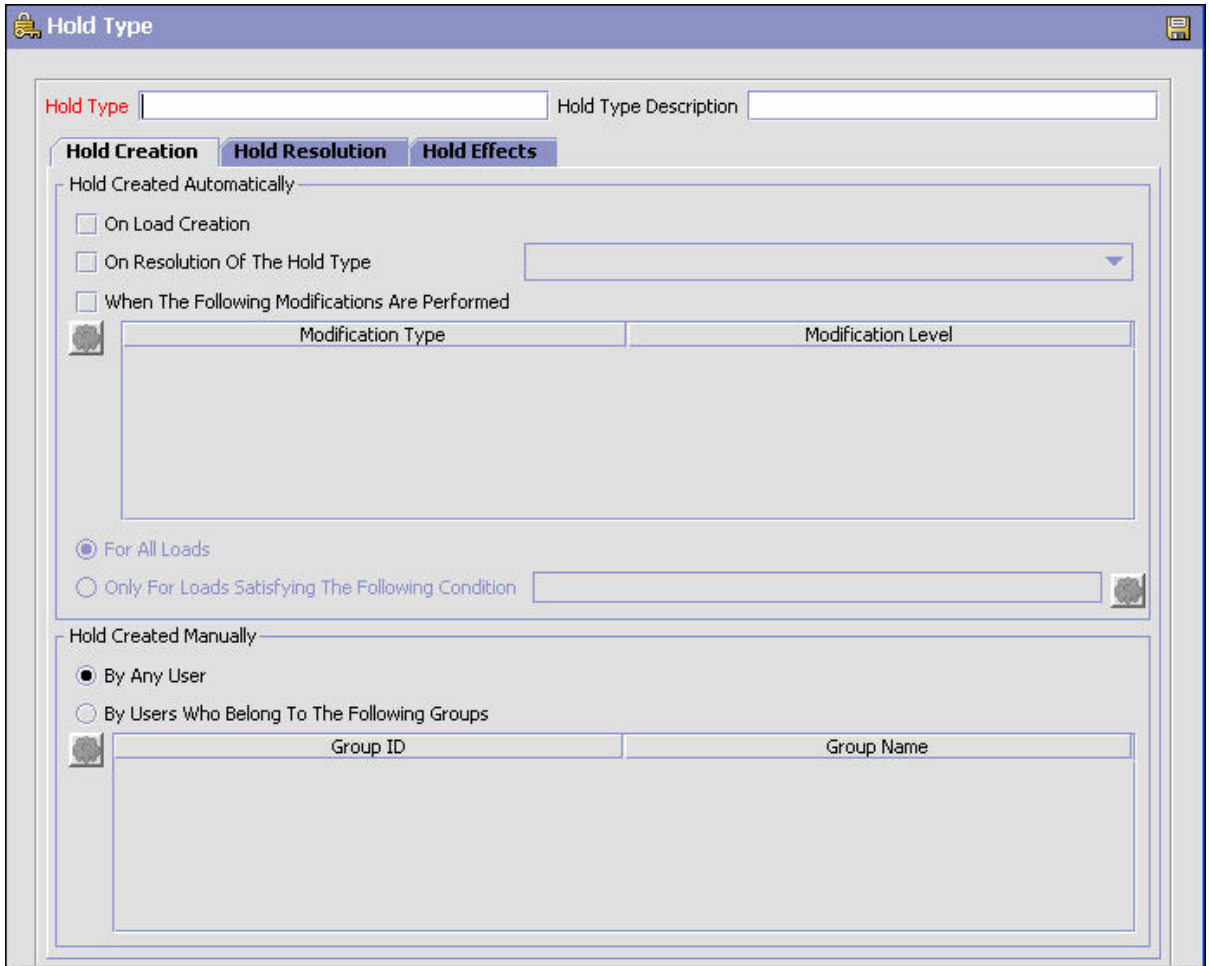 Hold Type
Hold Type Hold Type Description
Hold Creation Hold Resolution Hold Effects
Hold Created Automatically
On Load Creation
On Resolution Of The Hold Type
When The Following Modifications Are Performed
Modification Type Modification Level
For All Loads
Only For Loads Satisfying The Following Condition
Hold Created Manually
By Any User
By Users Who Belong To The Following Groups
Group ID Group Name